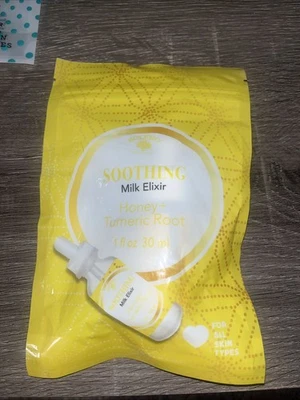 SOOTHING
Milk Elixir
Honey +
Tumeric Root
1 fl oz 30 ml
Milk Elixir
FOR
ALL
SKIN
TYPES